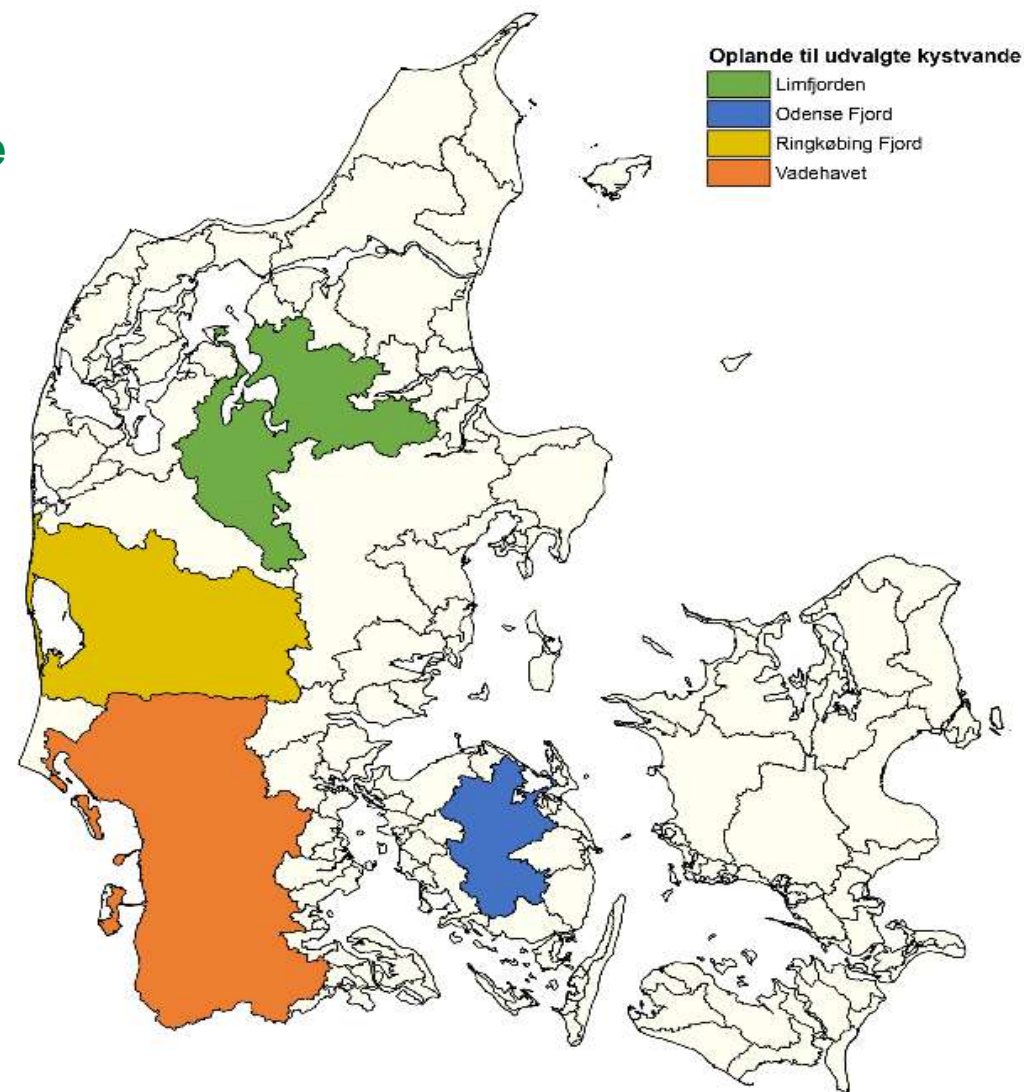 e
Oplande til udvalgte kystvande
Limfjorden
Odense Fjord
Ringkøbing Fjord
Vadehavet